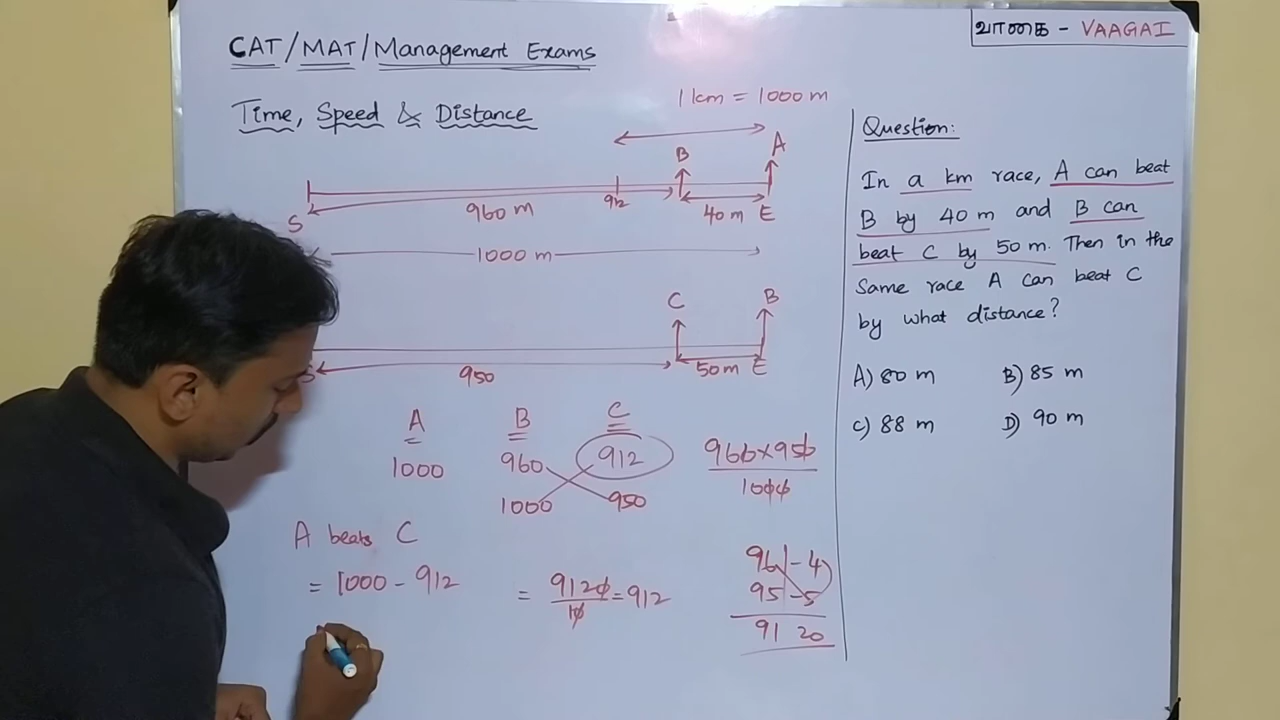 CAT/MAT/Management Exams
வாகை - VAAGAI
Time, Speed & Distance
1 km = 1000 m
B A
912
S 960 m 40 m E
1000 m
C B
S 950 50 m E
A B C
1000 960 912
1000 950
960×950
1000
A beats C
= 1000 - 912
= 9120/10 = 912
96 - 4
95 - 5
91 20
Question:
In a km race, A can beat
B by 40 m and B can
beat C by 50 m. Then in the
Same race A can beat C
by what distance?
A) 80 m B) 85 m
C) 88 m D) 90 m